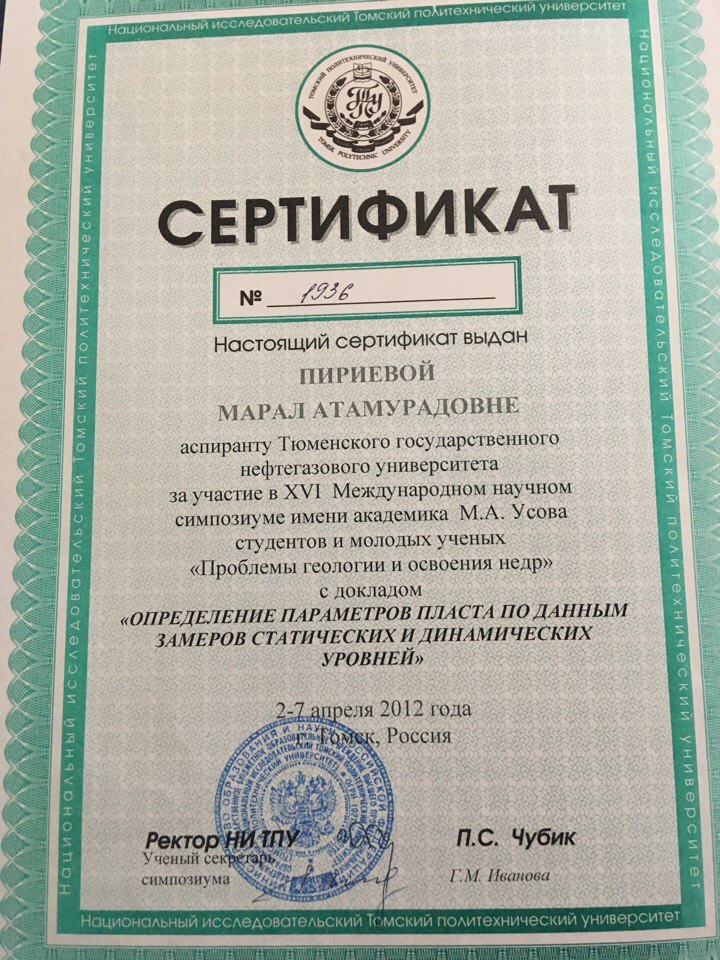 Национальный исследовательский Томский политехнический университет
Национальный исследовательский Томский политехнический университет
Национальный исследовательский Томский политехнический университет
ТОМСКИЙ ПОЛИТЕХНИЧЕСКИЙ УНИВЕРСИТЕТ
ТПУ
TOMSK POLYTECHNIC UNIVERSITY
СЕРТИФИКАТ
№ 1936
Настоящий сертификат выдан
ПИРИЕВОЙ
МАРАЛ АТАМУРАДОВНЕ
аспиранту Тюменского государственного
нефтегазового университета
за участие в XVI Международном научном
симпозиуме имени академика М.А. Усова
студентов и молодых ученых
«Проблемы геологии и освоения недр»
с докладом
«ОПРЕДЕЛЕНИЕ ПАРАМЕТРОВ ПЛАСТА ПО ДАННЫМ
ЗАМЕРОВ СТАТИЧЕСКИХ И ДИНАМИЧЕСКИХ
УРОВНЕЙ»
2-7 апреля 2012 года
г. Томск, Россия
Ректор НИ ТПУ П.С. Чубик
Ученый секретарь
симпозиума Г.М. Иванова
Национальный исследовательский Томский политехнический университет